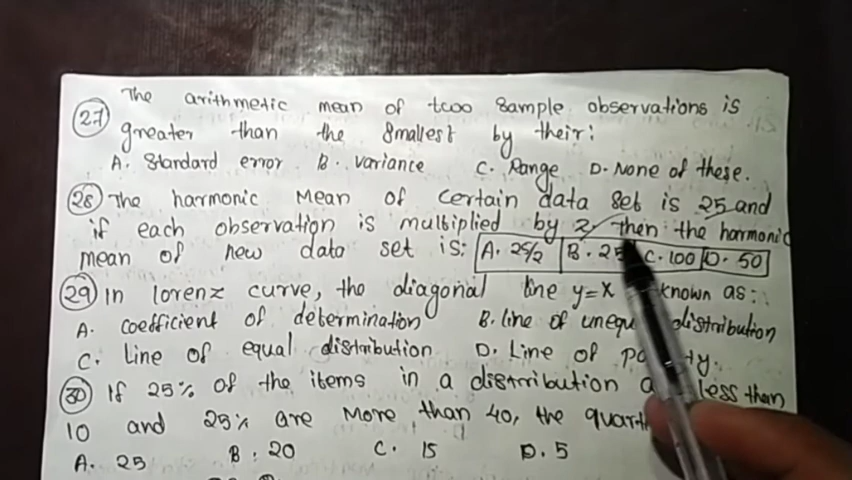 27 The arithmetic mean of two sample observations is
greater than the smallest by their:
A. Standard error B. variance C. Range D. None of these.
28 The harmonic Mean of certain data set is 25 and
if each observation is multiplied by 2. then the harmonic
mean of new data set is: A. 25/2 B. 25 C. 100 D. 50
29 In lorenz curve, the diagonal line y=x known as:
A. coefficient of determination B. line of distribution
C. Line of equal distribution D. Line of
30 If 25% of the items in a distribution less than
10 and 25% are More than 40, the
A. 25 B. 20 C. 15 D. 5